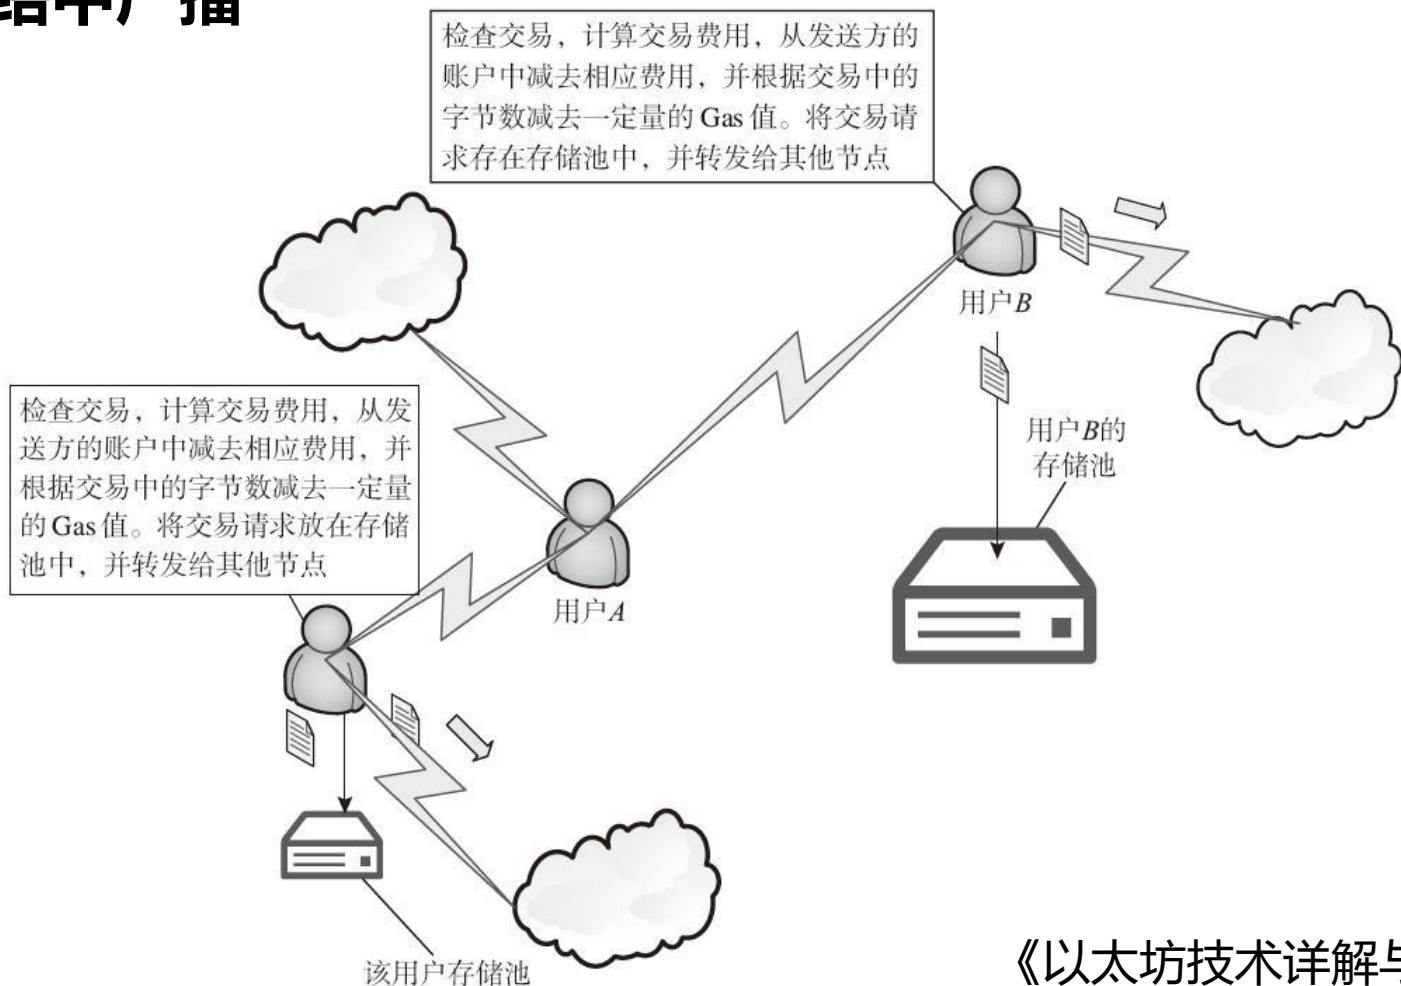 络中广播
检查交易，计算交易费用，从发送方的
账户中减去相应费用，并根据交易中的
字节数减去一定量的 Gas 值。将交易请
求存在存储池中，并转发给其他节点
用户B
用户B的
存储池
检查交易，计算交易费用，从发
送方的账户中减去相应费用，并
根据交易中的字节数减去一定量
的 Gas 值。将交易请求放在存储
池中，并转发给其他节点
用户A
该用户存储池
《以太坊技术详解与